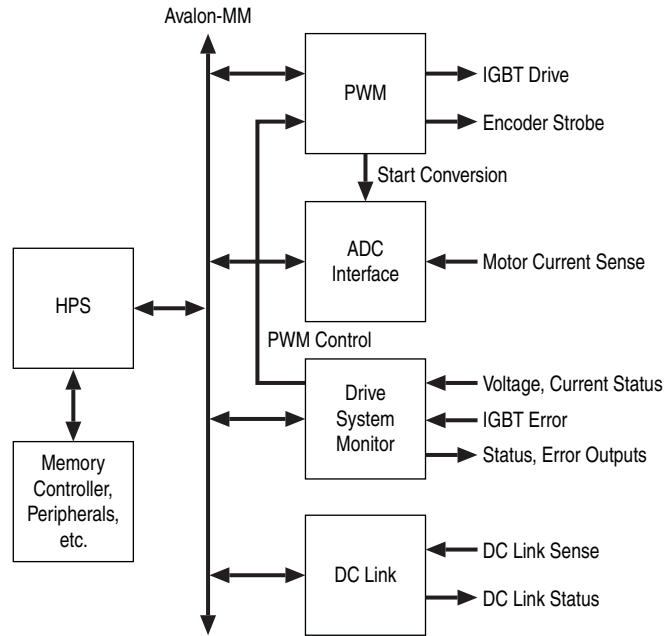 Avalon-MM
PWM
IGBT Drive
Encoder Strobe
Start Conversion
ADC
Interface
Motor Current Sense
HPS
PWM Control
Drive
System
Monitor
Voltage, Current Status
IGBT Error
Status, Error Outputs
Memory
Controller,
Peripherals,
etc.
DC Link
DC Link Sense
DC Link Status